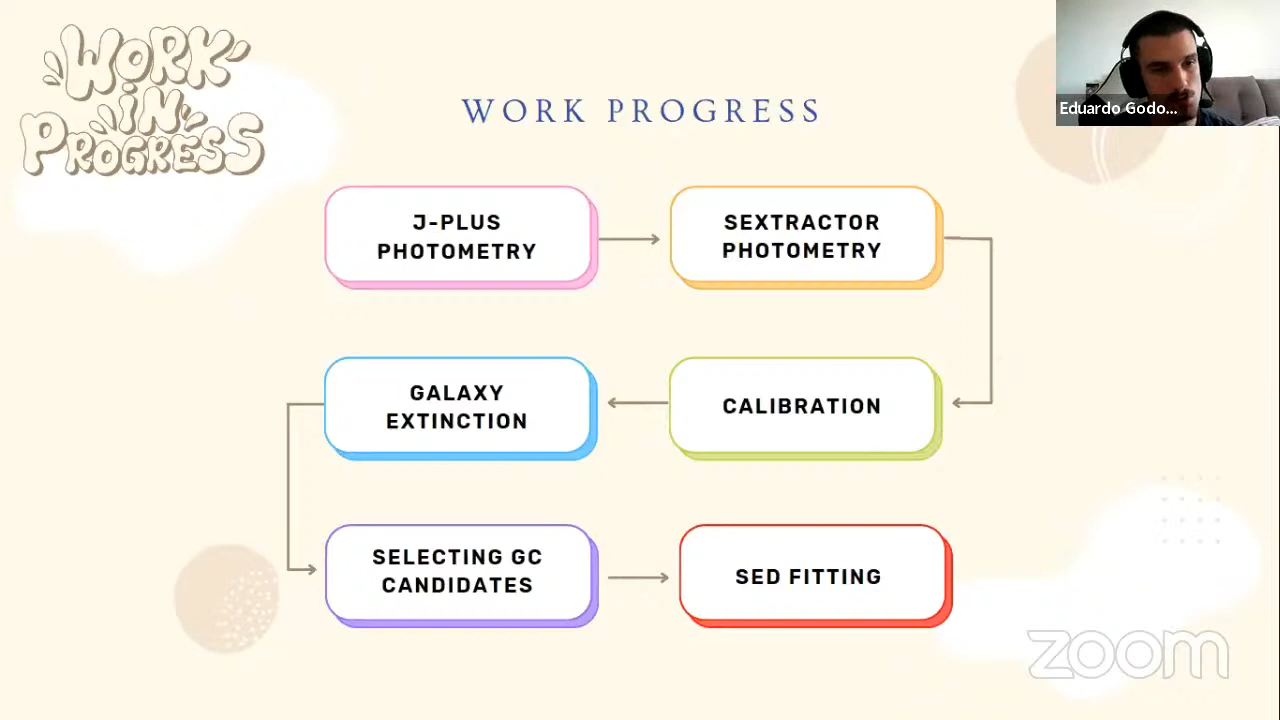 WORK
IN
PROGRESS
WORK PROGRESS
Eduardo Godo...
J-PLUS
PHOTOMETRY
SEXTRACTOR
PHOTOMETRY
GALAXY
EXTINCTION
CALIBRATION
SELECTING GC
CANDIDATES
SED FITTING
zoom